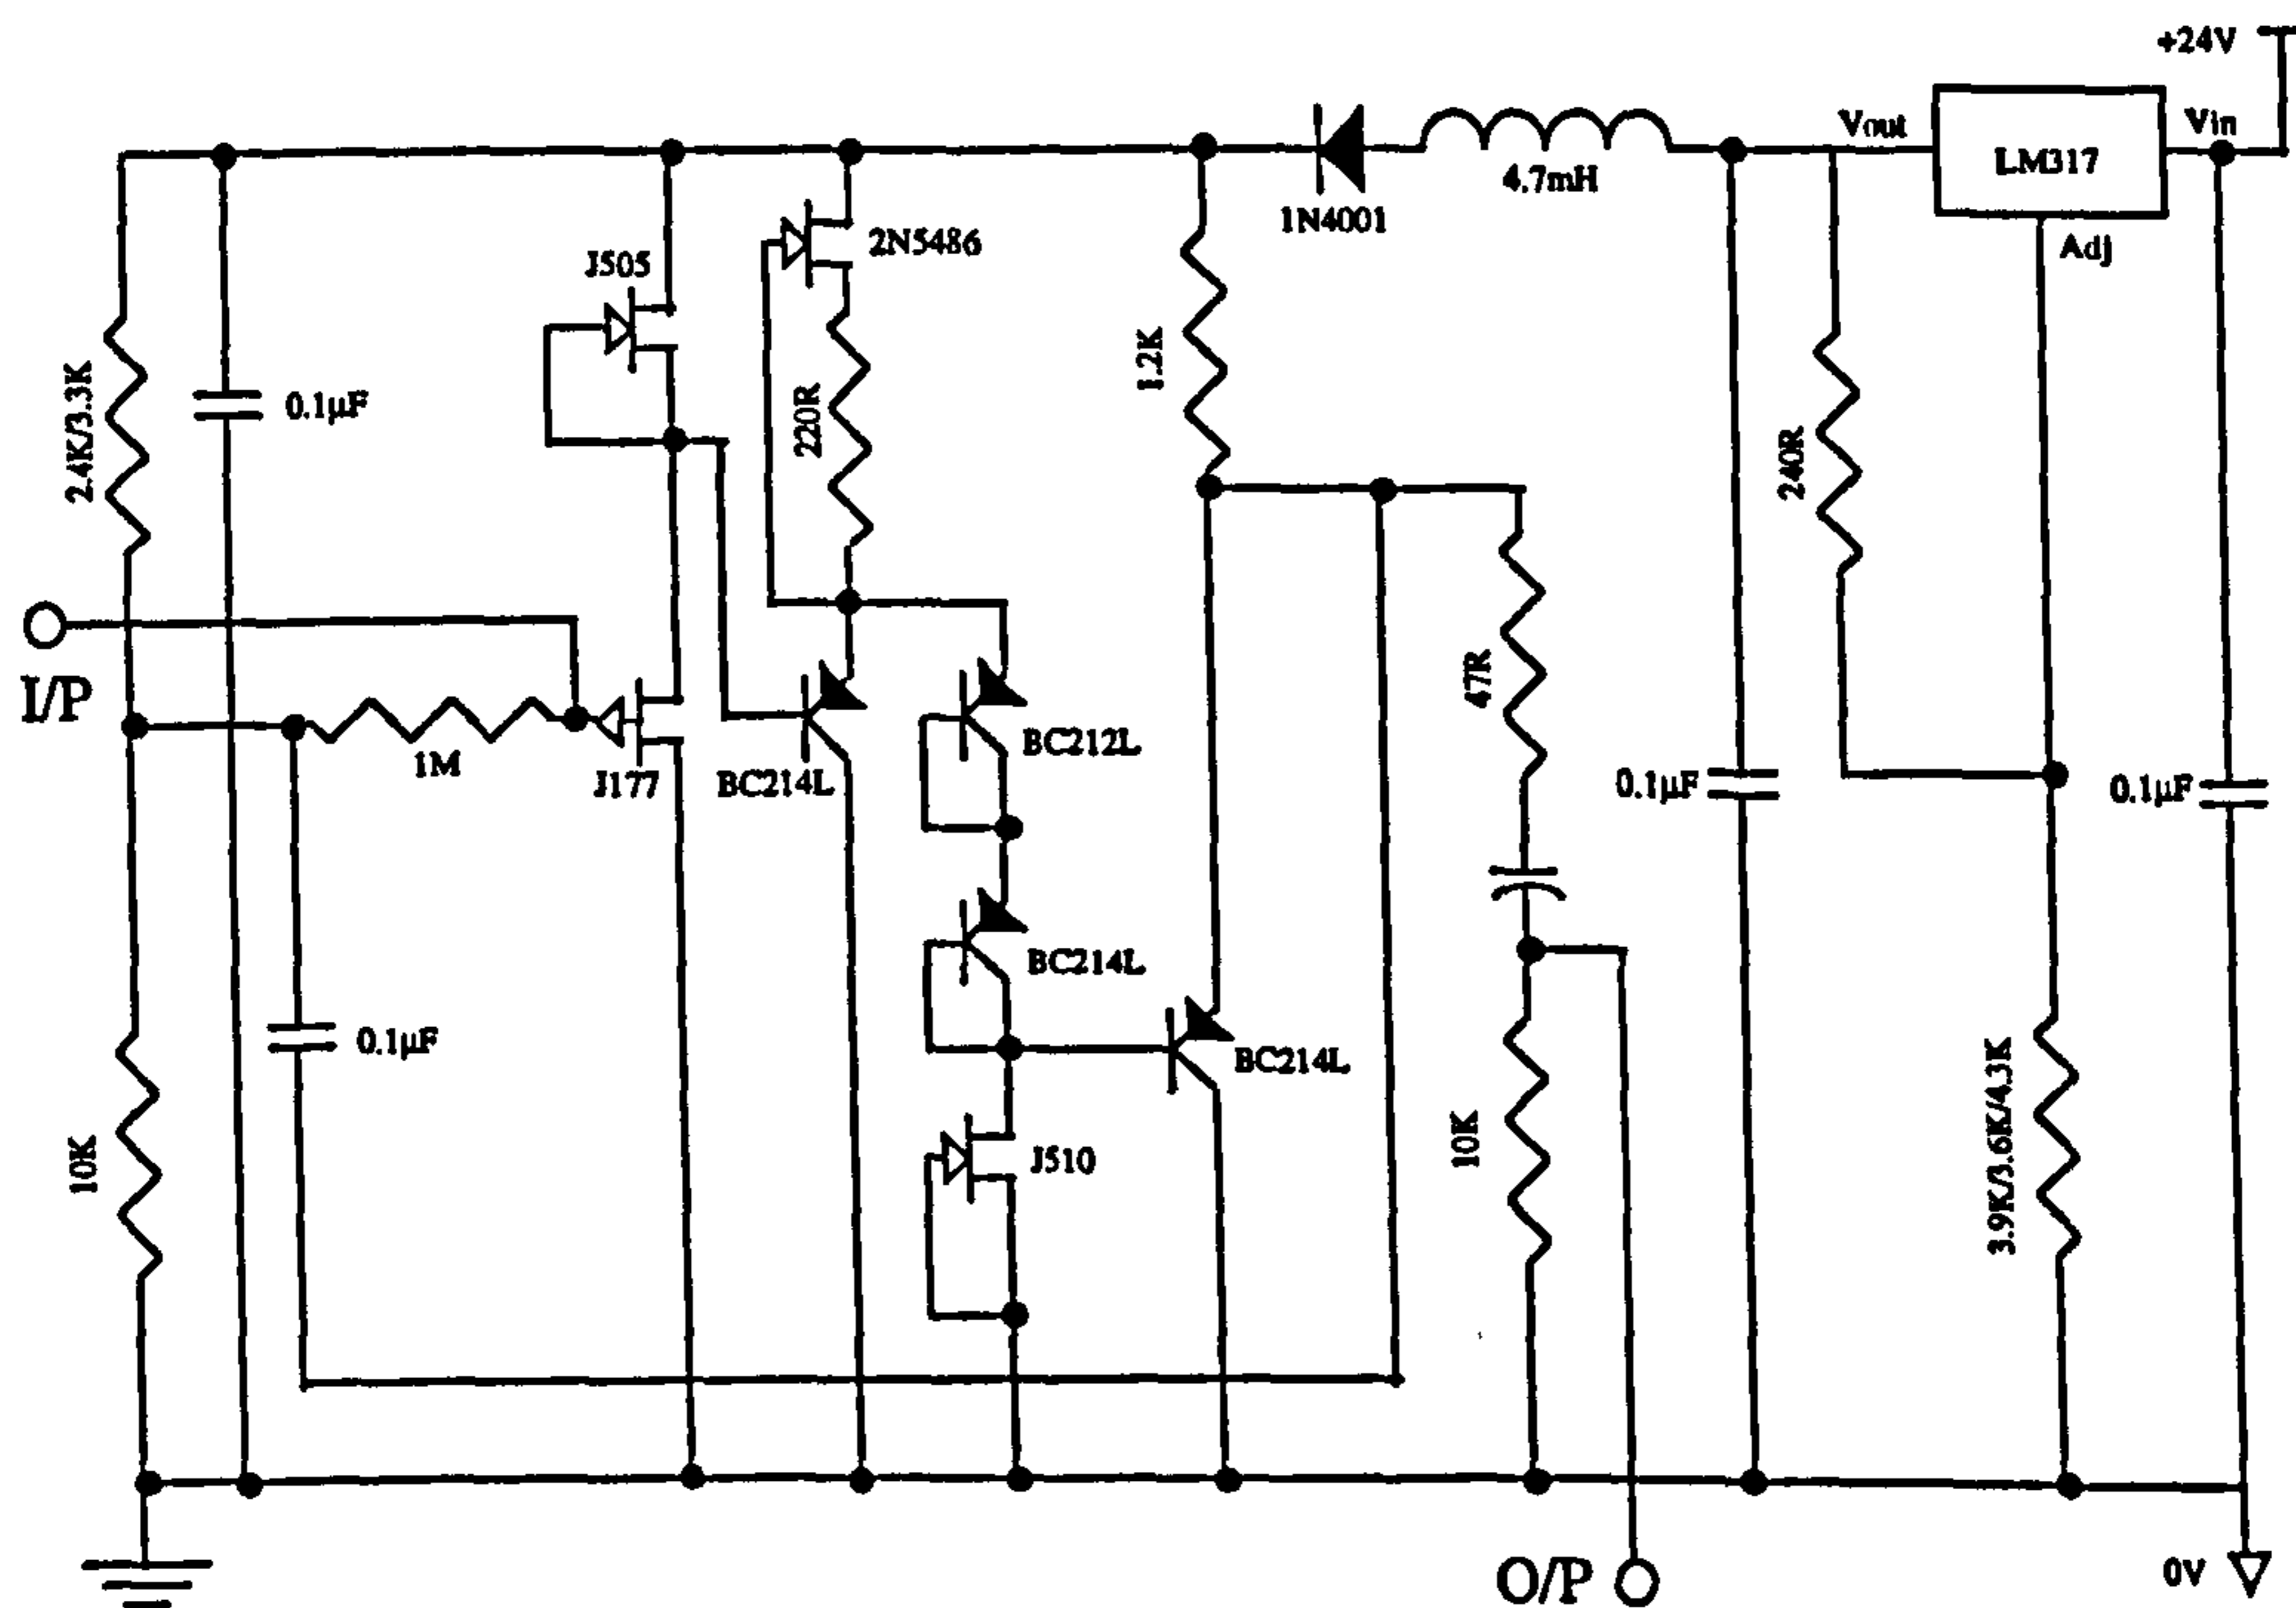 +24V
Vout
Vin
LM317
Adj
4.7mH
1N4001
2N5486
J505
220R
1.2K
2.4K/3.3K
0.1µF
240R
47R
I/P
1M
J177
BC214L
BC212L
0.1µF
0.1µF
BC214L
0.1µF
BC214L
10K
J510
10K
3.9K/3.6K/4.3K
O/P
0V